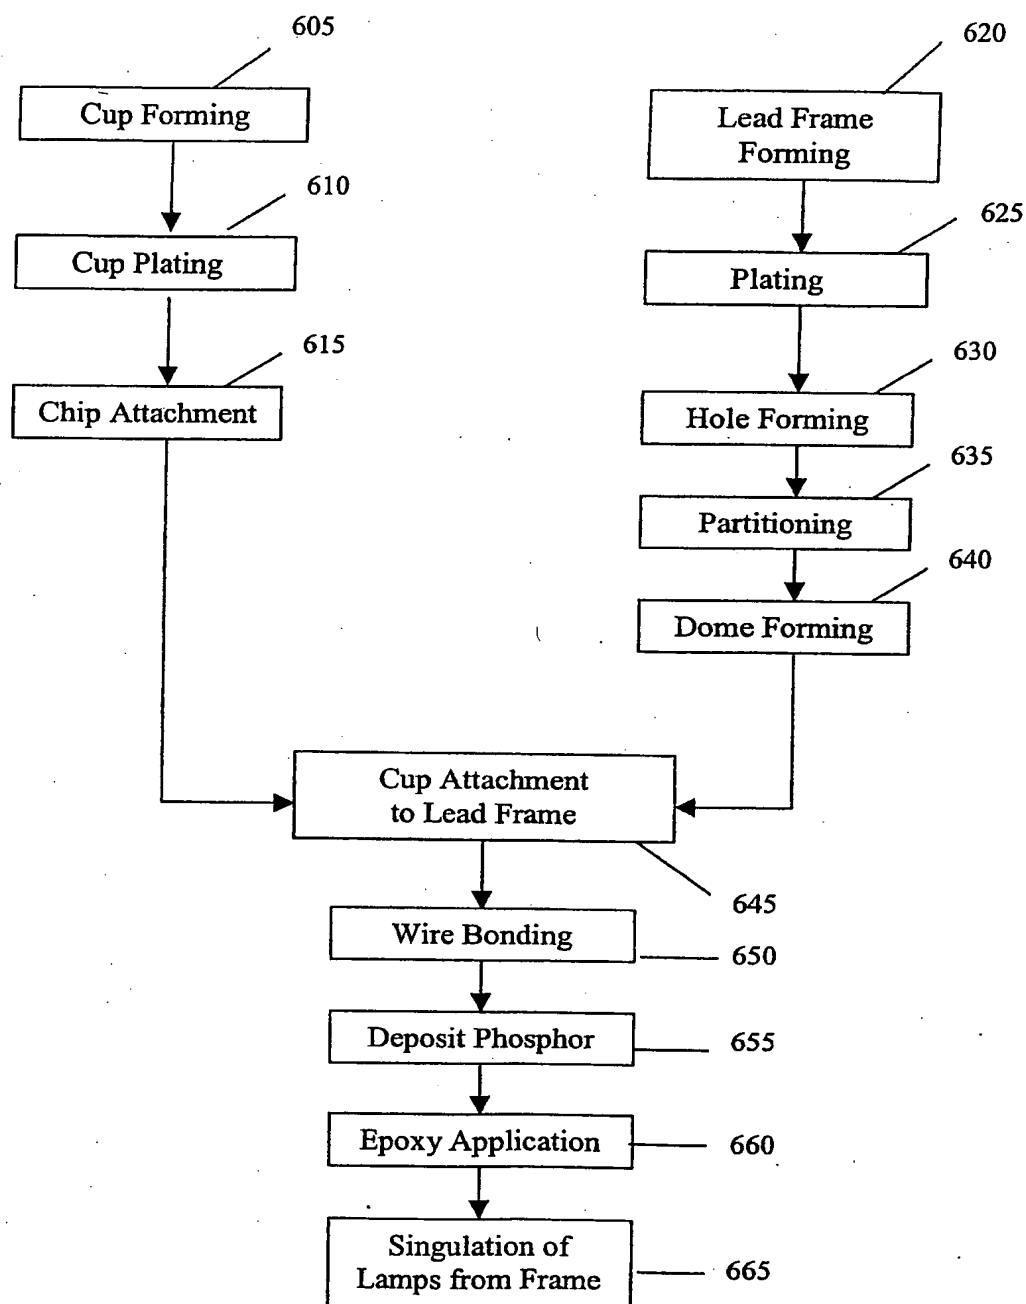 605
Cup Forming
610
Cup Plating
615
Chip Attachment
620
Lead Frame
Forming
625
Plating
630
Hole Forming
635
Partitioning
640
Dome Forming
Cup Attachment
to Lead Frame
645
Wire Bonding
650
Deposit Phosphor
655
Epoxy Application
660
Singulation of
Lamps from Frame
665